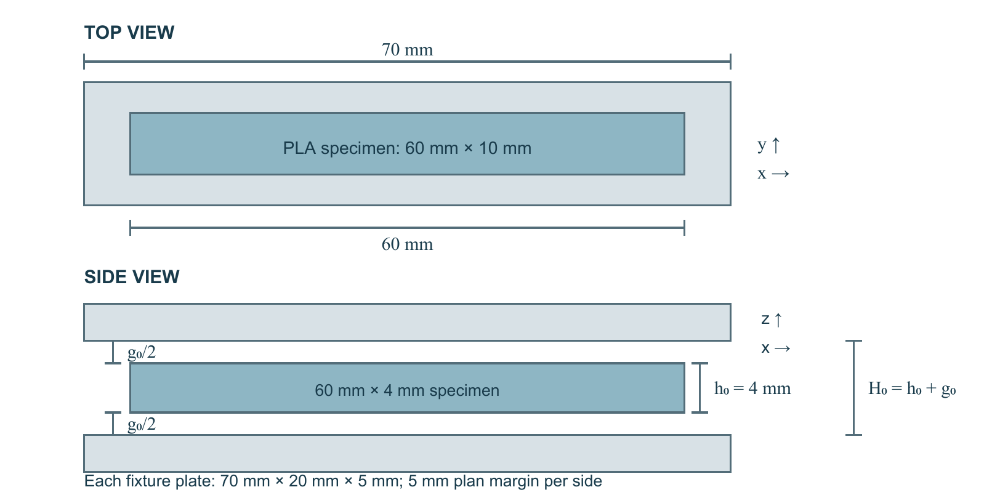 TOP VIEW
70 mm
PLA specimen: 60 mm × 10 mm
y ↑
x →
60 mm
SIDE VIEW
z ↑
x →
g₀/2
60 mm × 4 mm specimen
h₀ = 4 mm
H₀ = h₀ + g₀
g₀/2
Each fixture plate: 70 mm × 20 mm × 5 mm; 5 mm plan margin per side